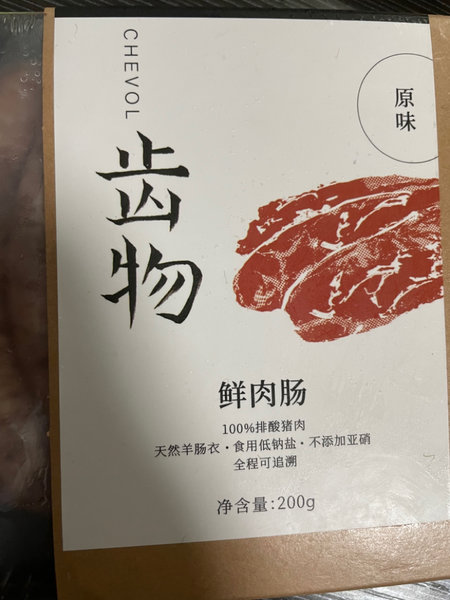 CHEVOL
齿物
原味
鲜肉肠
100%排酸猪肉
天然羊肠衣·食用低钠盐·不添加亚硝
全程可追溯
净含量:200g